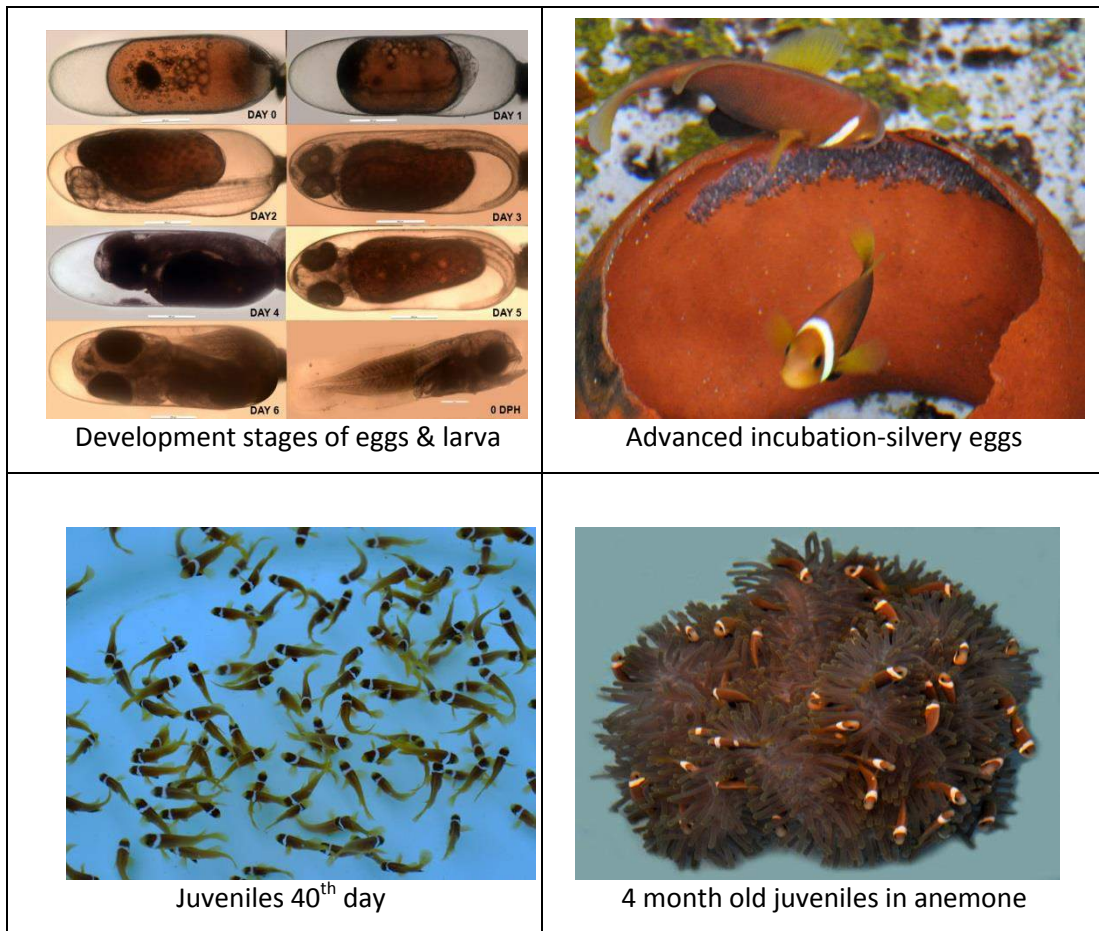 DAY 0
DAY 1
DAY2
DAY 3
DAY 4
DAY 5
DAY 6
0 DPH
Development stages of eggs & larva
Advanced incubation-silvery eggs
Juveniles 40th day
4 month old juveniles in anemone